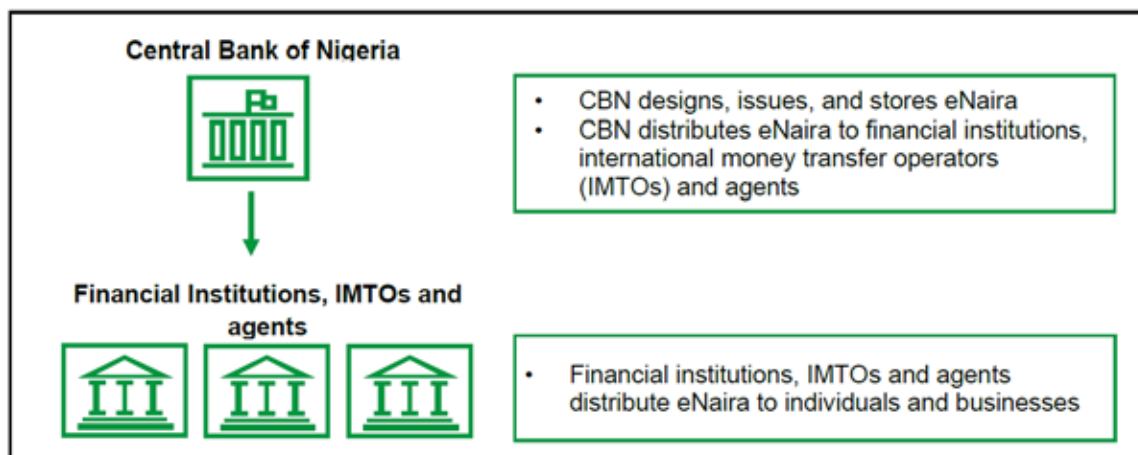 Central Bank of Nigeria
• CBN designs, issues, and stores eNaira
• CBN distributes eNaira to financial institutions,
international money transfer operators
(IMTOs) and agents
Financial Institutions, IMTOs and
agents
• Financial institutions, IMTOs and agents
distribute eNaira to individuals and businesses